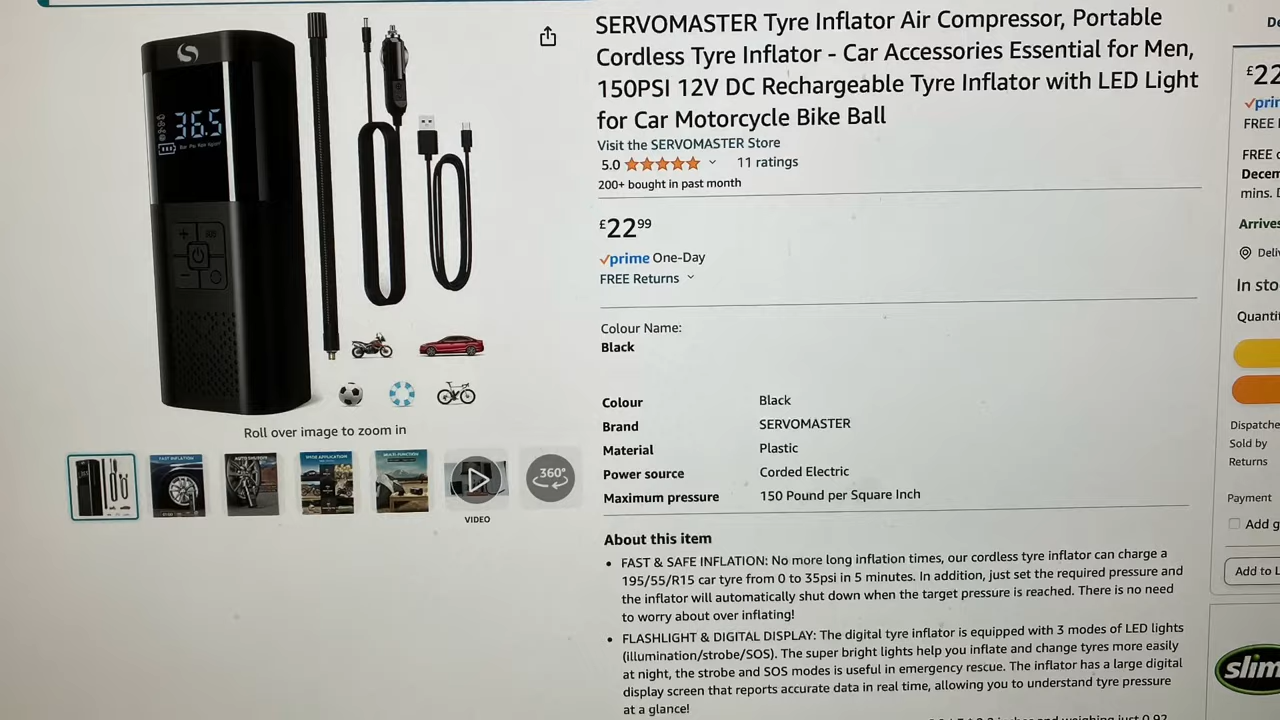 SERVOMASTER Tyre Inflator Air Compressor, Portable
Cordless Tyre Inflator - Car Accessories Essential for Men,
150PSI 12V DC Rechargeable Tyre Inflator with LED Light
for Car Motorcycle Bike Ball
Visit the SERVOMASTER Store
5.0
11 ratings
200+ bought in past month
£22⁹⁹
prime One-Day
FREE Returns
Colour Name:
Black
Colour Black
Brand SERVOMASTER
Material Plastic
Power source Corded Electric
Maximum pressure 150 Pound per Square Inch
About this item
• FAST & SAFE INFLATION: No more long inflation times, our cordless tyre inflator can charge a
195/55/R15 car tyre from 0 to 35psi in 5 minutes. In addition, just set the required pressure and
the inflator will automatically shut down when the target pressure is reached. There is no need
to worry about over inflating!
• FLASHLIGHT & DIGITAL DISPLAY: The digital tyre inflator is equipped with 3 modes of LED lights
(illumination/strobe/SOS). The super bright lights help you inflate and change tyres more easily
at night, the strobe and SOS modes is useful in emergency rescue. The inflator has a large digital
display screen that reports accurate data in real time, allowing you to understand tyre pressure
at a glance!
36.5
SOS
Roll over image to zoom in
FAST INFLATION
VIDEO
360°
De
£22
prin
FREE
FREE
Decem
mins.
Arrives
Deliv
In sto
Quantit
Dispatche
Sold by
Returns
Payment
Add g
Add to L
slim